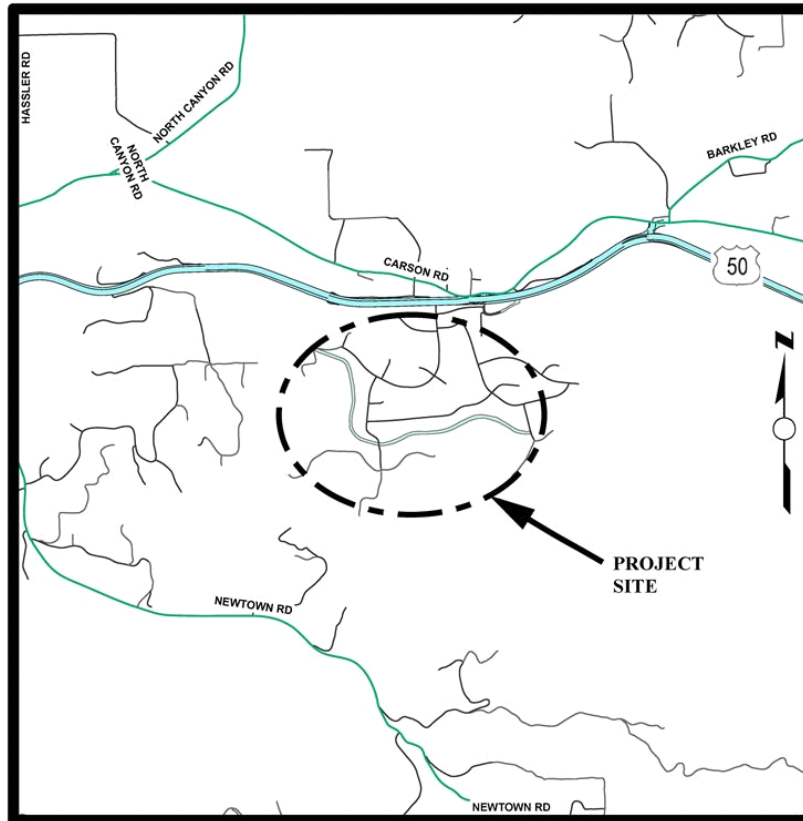 HASSLER RD
NORTH CANYON RD
NORTH
CANYON RD
BARKLEY RD
CARSON RD
50
N
PROJECT
SITE
NEWTOWN RD
NEWTOWN RD